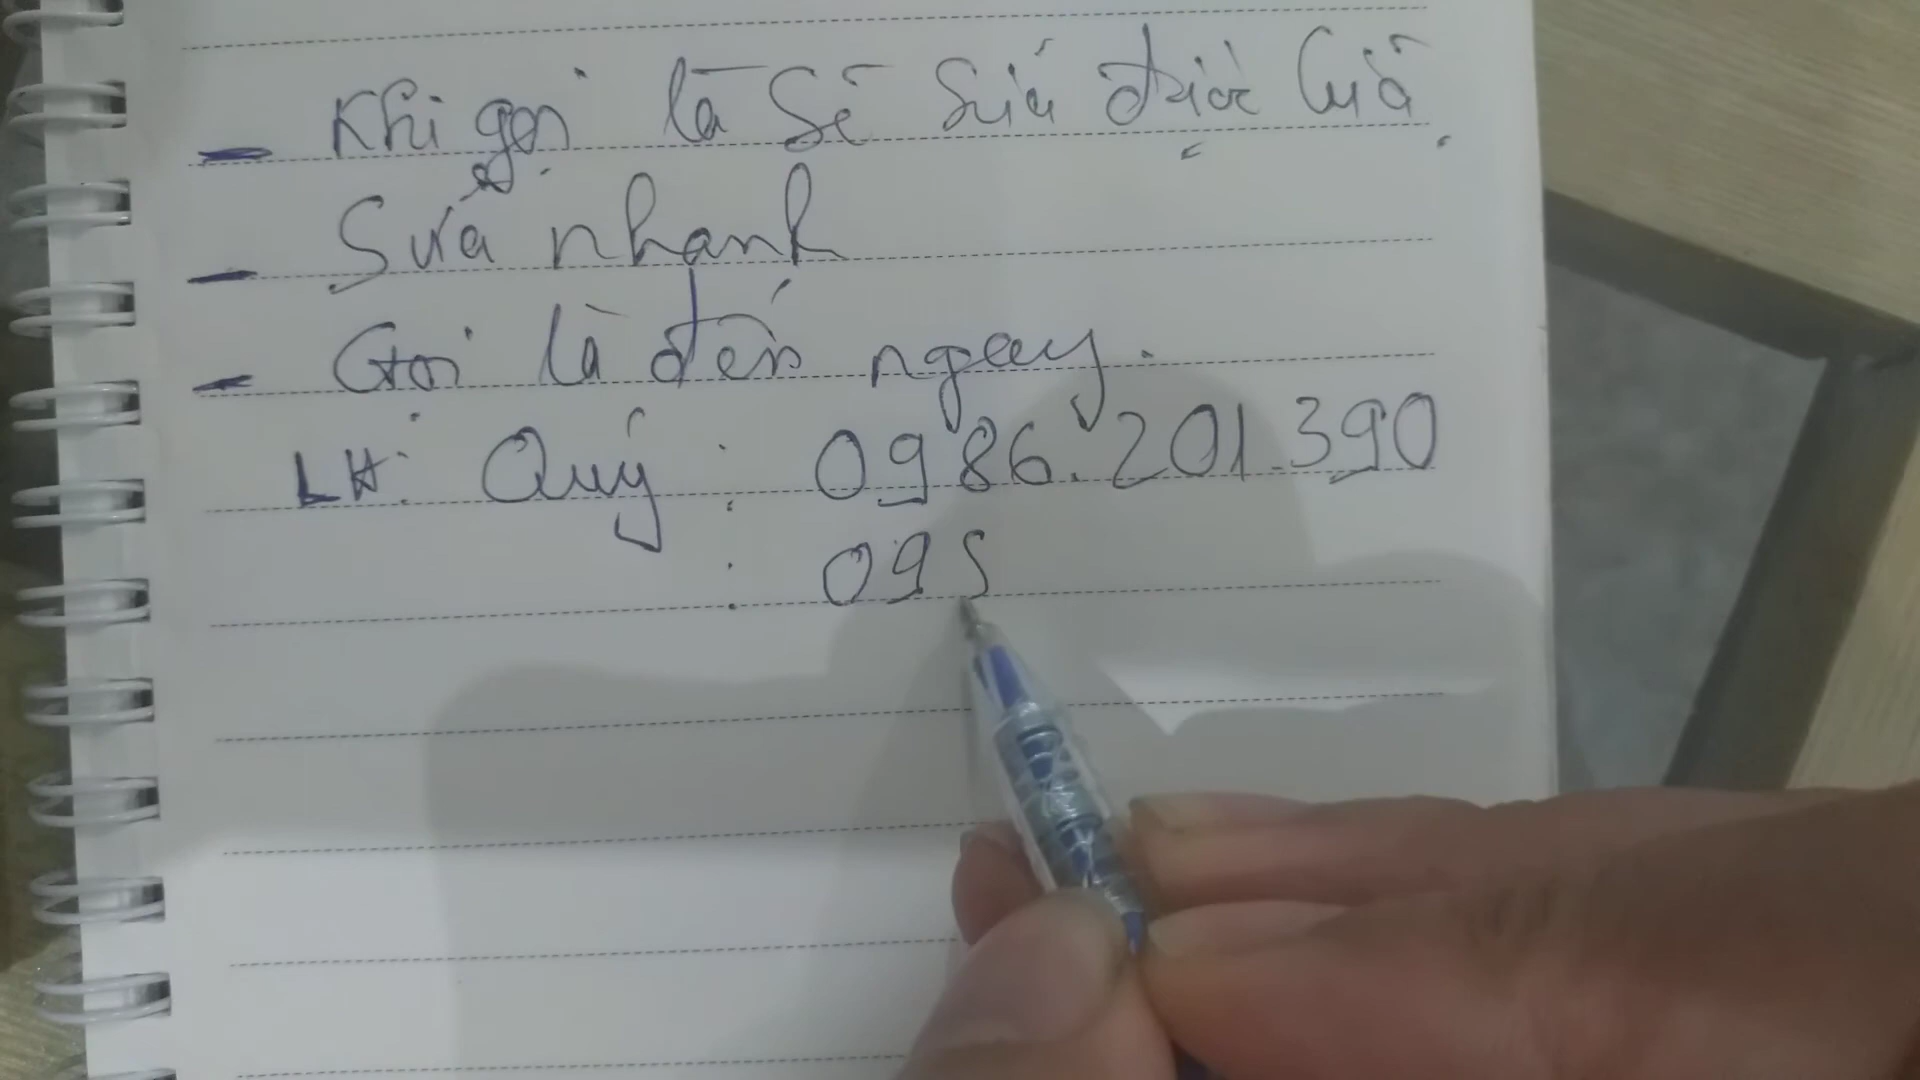 - Khi gọi là sẽ sửa được cửa
- Sửa nhanh
- Gọi là đến ngay.
LH: Quý : 0986.201.390
: 095